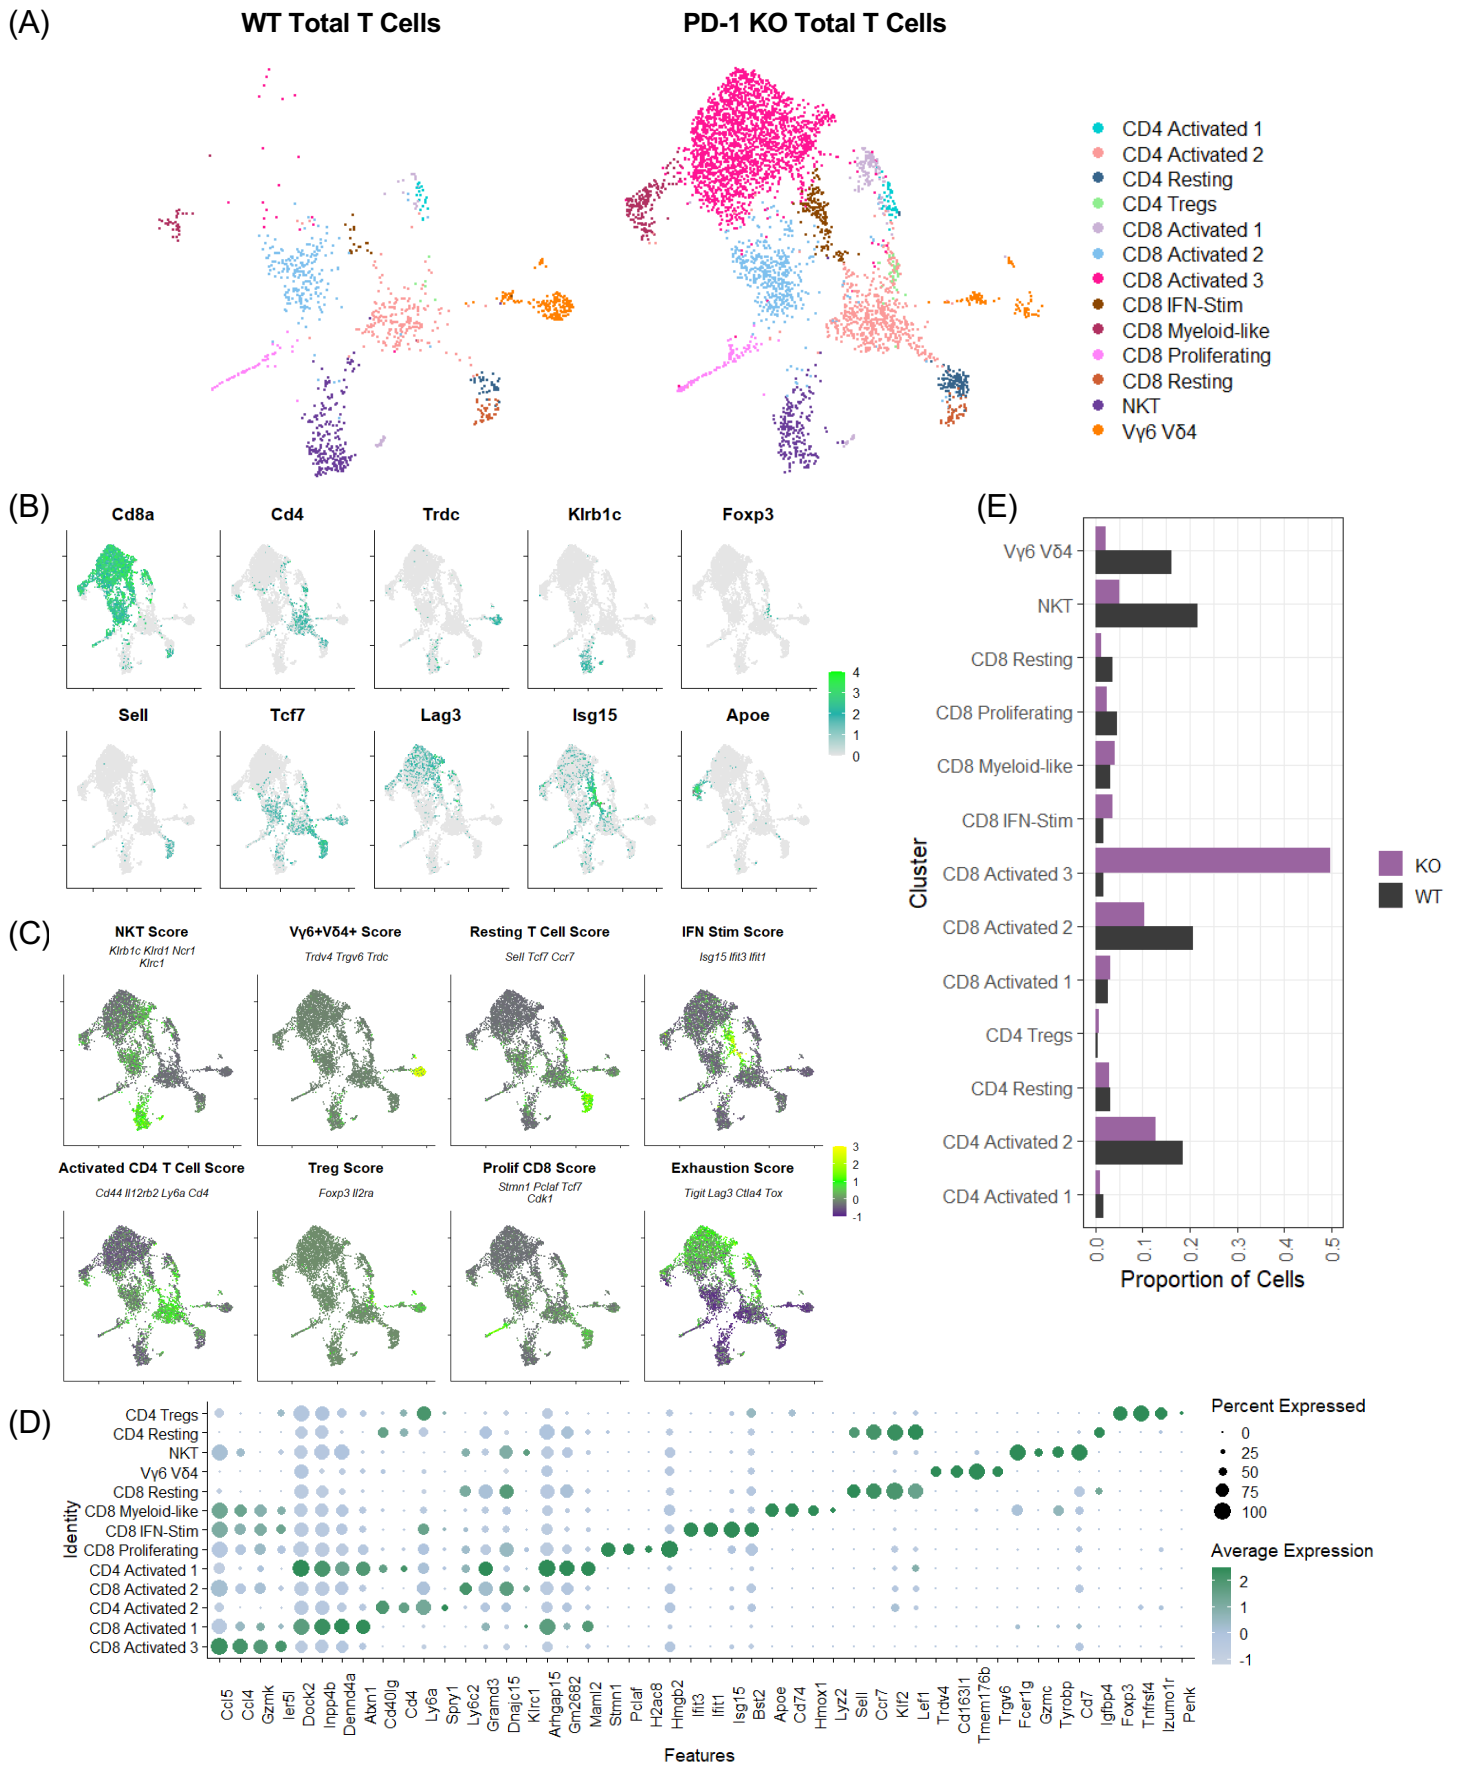 (A)
WT Total T Cells
PD-1 KO Total T Cells
CD4 Activated 1
CD4 Activated 2
CD4 Resting
CD4 Tregs
CD8 Activated 1
CD8 Activated 2
CD8 Activated 3
CD8 IFN-Stim
CD8 Myeloid-like
CD8 Proliferating
CD8 Resting
NKT
Vγ6 Vδ4
(B)
Cd8a
Cd4
Trdc
Klrb1c
Foxp3
Sell
Tcf7
Lag3
Isg15
Apoe
4
3
2
1
0
(C)
NKT Score
Klrb1c Klrd1 Ncr1
Klrc1
Vγ6+Vδ4+ Score
Trdv4 Trgv6 Trdc
Resting T Cell Score
Sell Tcf7 Ccr7
IFN Stim Score
Isg15 Ifit3 Ifit1
Activated CD4 T Cell Score
Cd44 Il12rb2 Ly6a Cd4
Treg Score
Foxp3 Il2ra
Prolif CD8 Score
Stmn1 Pclaf Tcf7
Cdk1
Exhaustion Score
Tigit Lag3 Ctla4 Tox
3
2
1
0
-1
(E)
Cluster
Vγ6 Vδ4
NKT
CD8 Resting
CD8 Proliferating
CD8 Myeloid-like
CD8 IFN-Stim
CD8 Activated 3
CD8 Activated 2
CD8 Activated 1
CD4 Tregs
CD4 Resting
CD4 Activated 2
CD4 Activated 1
0.0
0.1
0.2
0.3
0.4
0.5
Proportion of Cells
KO
WT
(D)
Identity
CD4 Tregs
CD4 Resting
NKT
Vγ6 Vδ4
CD8 Resting
CD8 Myeloid-like
CD8 IFN-Stim
CD8 Proliferating
CD4 Activated 1
CD8 Activated 2
CD4 Activated 2
CD8 Activated 1
CD8 Activated 3
Ccl5
Ccl4
Gzmk
Ier5l
Dock2
Inpp4b
Dennd4a
Atxn1
Cd40lg
Cd4
Ly6a
Spry1
Ly6c2
Gramd3
Dnajc15
Klrc1
Arhgap15
Gm2682
Maml2
Stmn1
Pclaf
H2ac8
Hmgb2
Ifit3
Ifit1
Isg15
Bst2
Apoe
Cd74
Hmox1
Lyz2
Sell
Ccr7
Klf2
Lef1
Trdv4
Cd163l1
Tmem176b
Trgv6
Fcer1g
Gzmc
Tyrobp
Cd7
Igfbp4
Foxp3
Tnfrsf4
Izumo1r
Penk
Features
Percent Expressed
0
25
50
75
100
Average Expression
2
1
0
-1